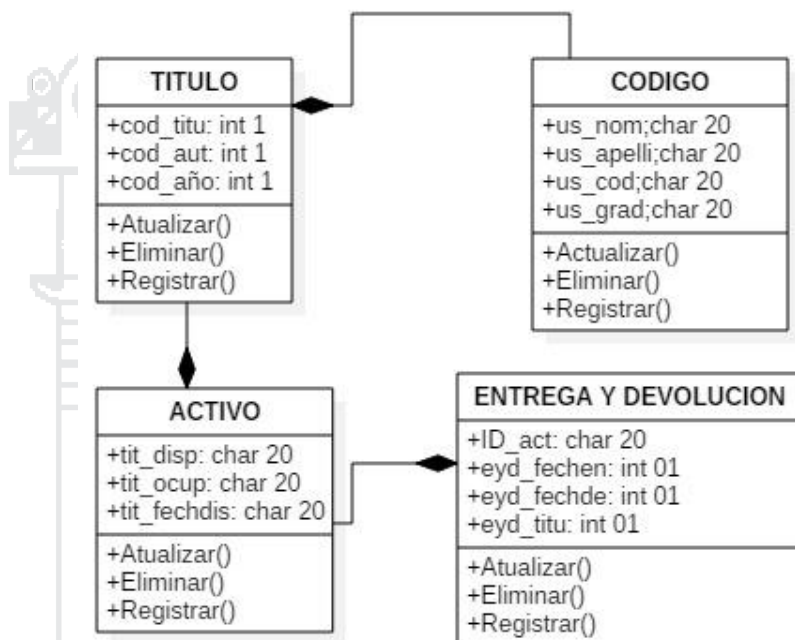 TITULO
+cod_titu: int 1
+cod_aut: int 1
+cod_año: int 1
+Atualizar()
+Eliminar()
+Registrar()
CODIGO
+us_nom;char 20
+us_apelli;char 20
+us_cod;char 20
+us_grad;char 20
+Actualizar()
+Eliminar()
+Registrar()
ACTIVO
+tit_disp: char 20
+tit_ocup: char 20
+tit_fechdis: char 20
+Atualizar()
+Eliminar()
+Registrar()
ENTREGA Y DEVOLUCION
+ID_act: char 20
+eyd_fechen: int 01
+eyd_fechde: int 01
+eyd_titu: int 01
+Atualizar()
+Eliminar()
+Registrar()